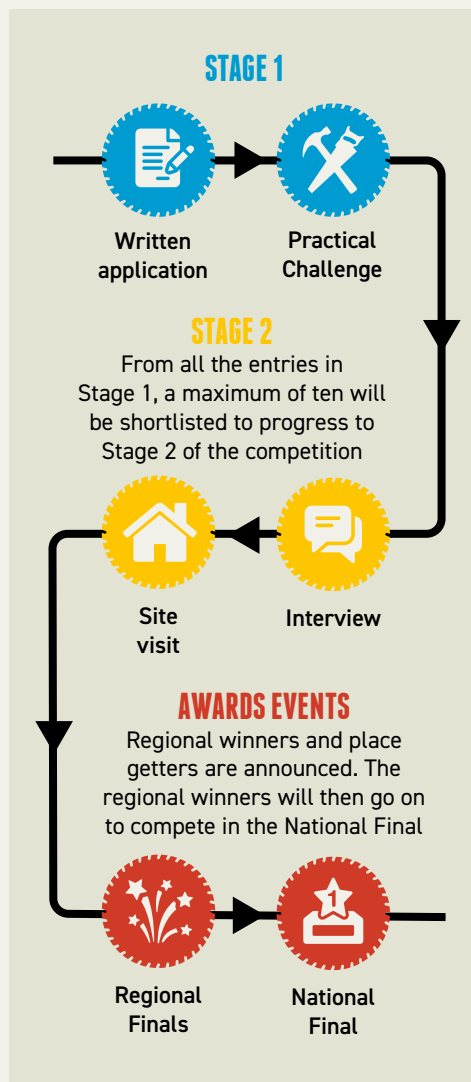 STAGE 1
Written
application
Practical
Challenge
STAGE 2
From all the entries in
Stage 1, a maximum of ten will
be shortlisted to progress to
Stage 2 of the competition
Site
visit
Interview
AWARDS EVENTS
Regional winners and place
getters are announced. The
regional winners will then go on
to compete in the National Final
1
Regional
Finals
National
Final